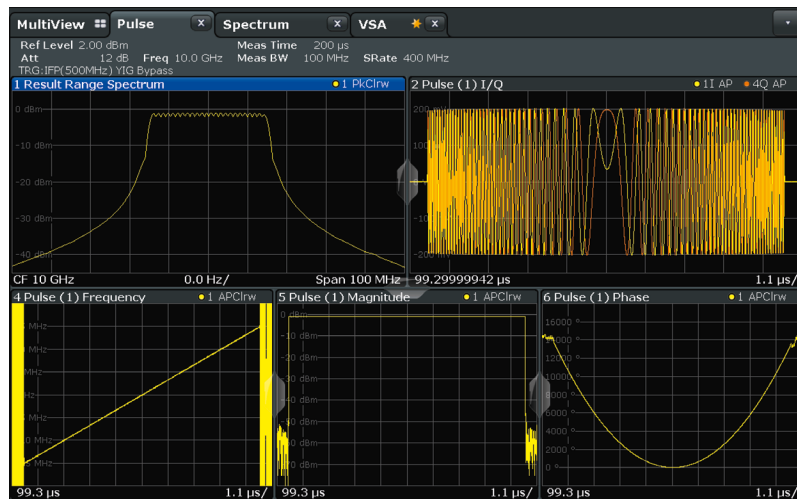 MultiView Pulse X Spectrum X VSA X
Ref Level 2.00 dBm Meas Time 200 µs
Att 12 dB Freq 10.0 GHz Meas BW 100 MHz SRate 400 MHz
TRG:IFP(500MHz) YIG Bypass
1 Result Range Spectrum 1 PkClrw
0 dBm
-10 dBm
-20 dBm
-30 dBm
-40 dBm
CF 10 GHz 0.0 Hz/ Span 100 MHz
2 Pulse (1) I/Q 1I AP 4Q AP
200 m
99.29999942 µs 1.1 µs/
4 Pulse (1) Frequency 1 APClrw
MHz
MHz
MHz
MHz
MHz
99.3 µs 1.1 µs/
5 Pulse (1) Magnitude 1 APClrw
0 dBm
-10 dBm
-20 dBm
-30 dBm
dBm
dBm
dBm
99.3 µs 1.1 µs/
6 Pulse (1) Phase 1 APClrw
16000 °
14000 °
12000 °
10000 °
8000 °
6000 °
4000 °
2000 °
0 °
99.3 µs 1.1 µs/